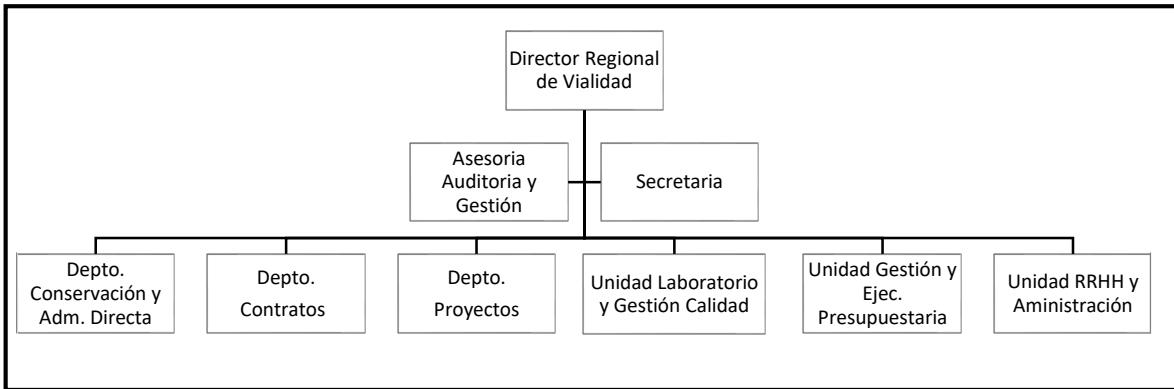 Director Regional
de Vialidad
Asesoria
Auditoria y
Gestión
Secretaria
Depto.
Conservación y
Adm. Directa
Depto.
Contratos
Depto.
Proyectos
Unidad Laboratorio
y Gestión Calidad
Unidad Gestión y
Ejec.
Presupuestaria
Unidad RRHH y
Aministración